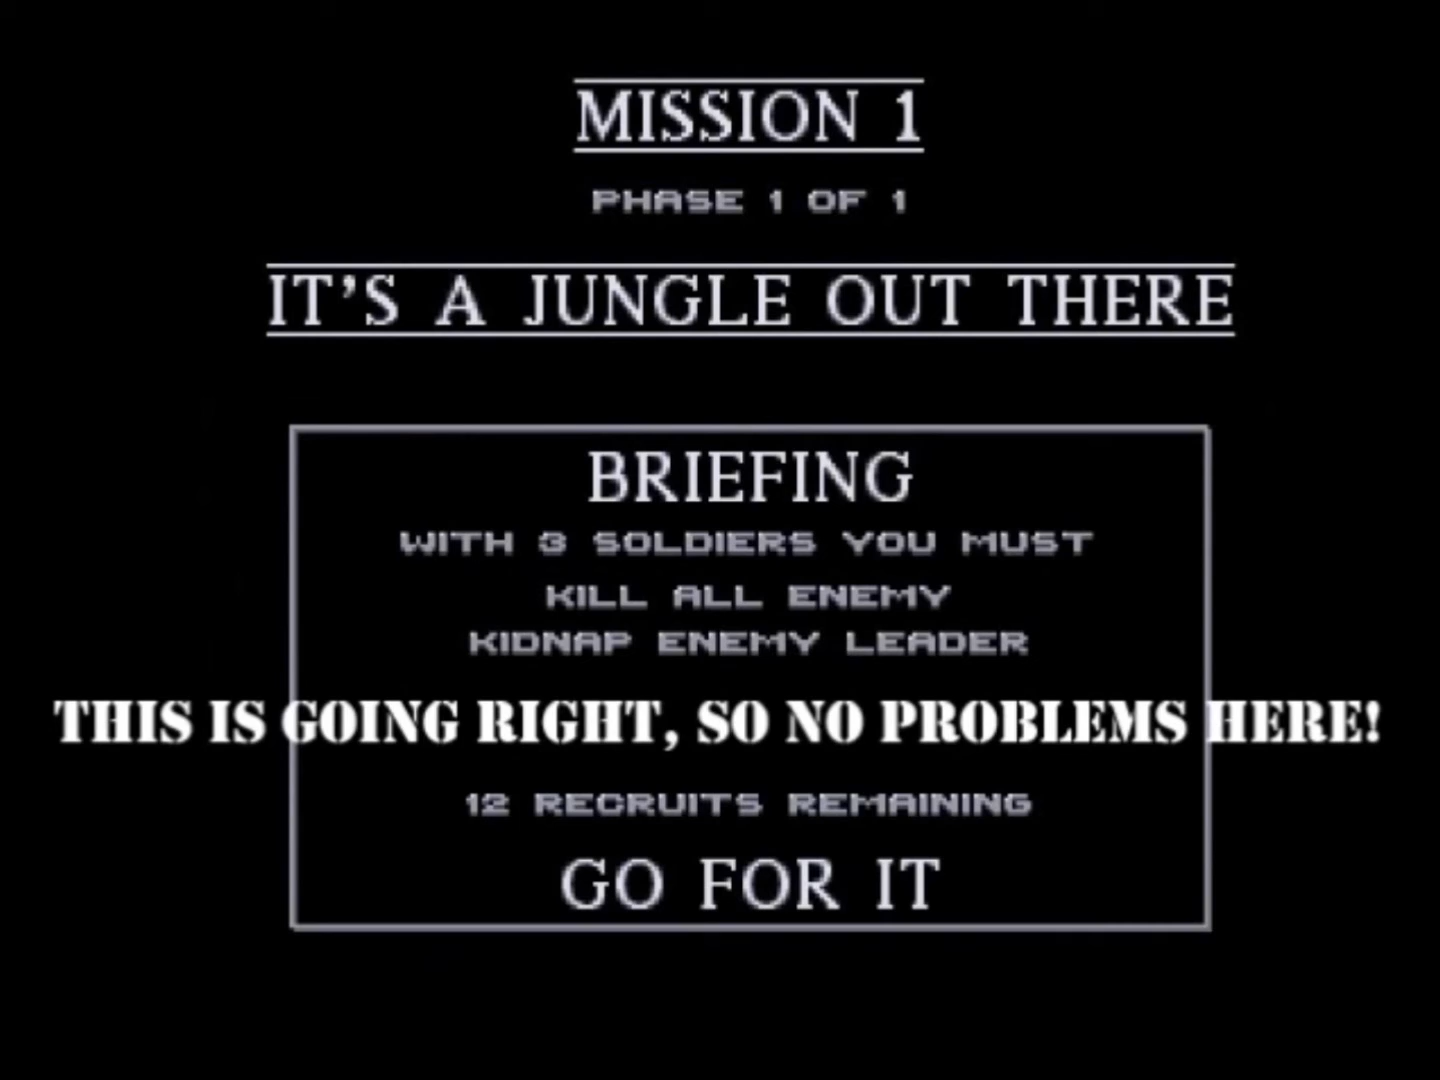 MISSION 1
PHASE 1 OF 1
IT'S A JUNGLE OUT THERE
BRIEFING
WITH 3 SOLDIERS YOU MUST
KILL ALL ENEMY
KIDNAP ENEMY LEADER
THIS IS GOING RIGHT, SO NO PROBLEMS HERE!
12 RECRUITS REMAINING
GO FOR IT